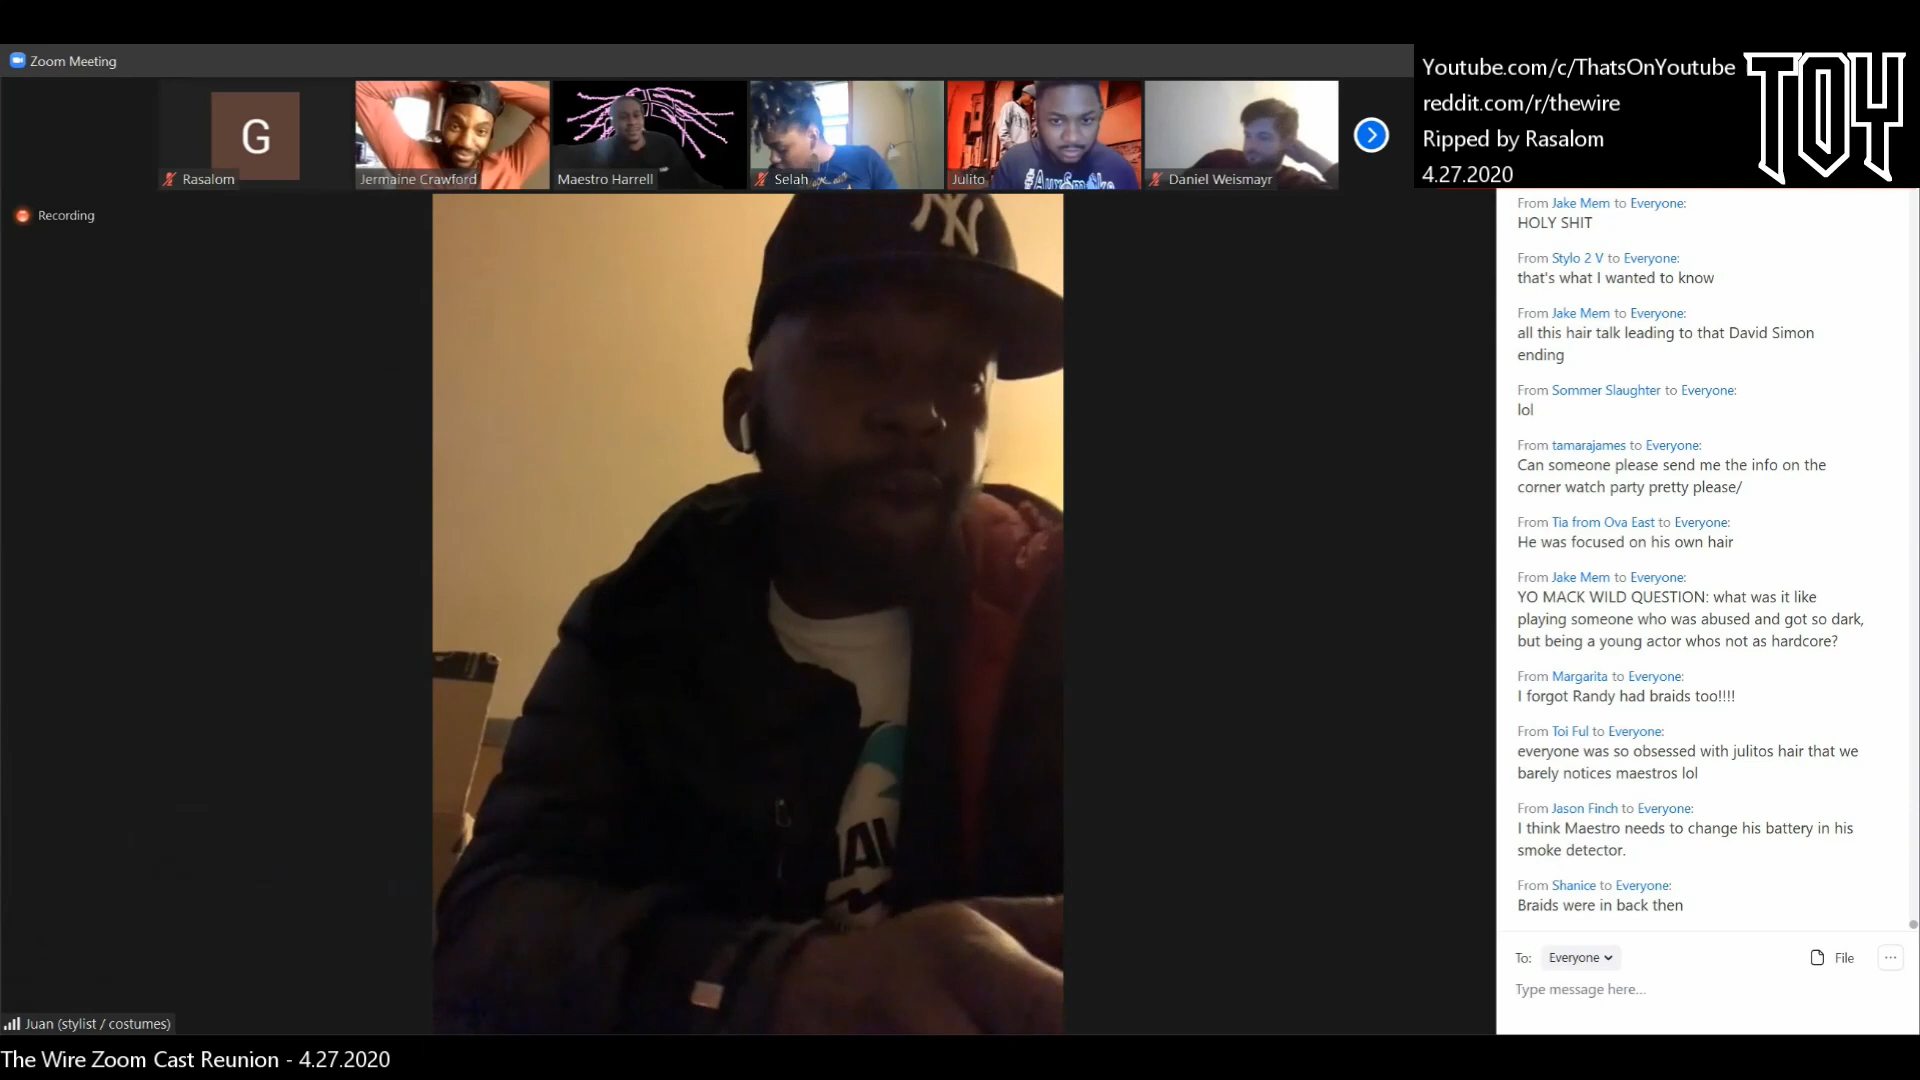 Zoom Meeting
Youtube.com/c/ThatsOnYoutube
reddit.com/r/thewire
Ripped by Rasalom
4.27.2020
TOY
G
Rasalom
Jermaine Crawford
Maestro Harrell
Selah
Julito
Daniel Weismayr
Recording
NY
From Jake Mem to Everyone:
HOLY SHIT
From Stylo 2 V to Everyone:
that's what I wanted to know
From Jake Mem to Everyone:
all this hair talk leading to that David Simon
ending
From Sommer Slaughter to Everyone:
lol
From tamarajames to Everyone:
Can someone please send me the info on the
corner watch party pretty please/
From Tia from Ova East to Everyone:
He was focused on his own hair
From Jake Mem to Everyone:
YO MACK WILD QUESTION: what was it like
playing someone who was abused and got so dark,
but being a young actor whos not as hardcore?
From Margarita to Everyone:
I forgot Randy had braids too!!!!
From Toi Ful to Everyone:
everyone was so obsessed with julitos hair that we
barely notices maestros lol
From Jason Finch to Everyone:
I think Maestro needs to change his battery in his
smoke detector.
From Shanice to Everyone:
Braids were in back then
To: Everyone File ...
Type message here...
Juan (stylist / costumes)
The Wire Zoom Cast Reunion - 4.27.2020